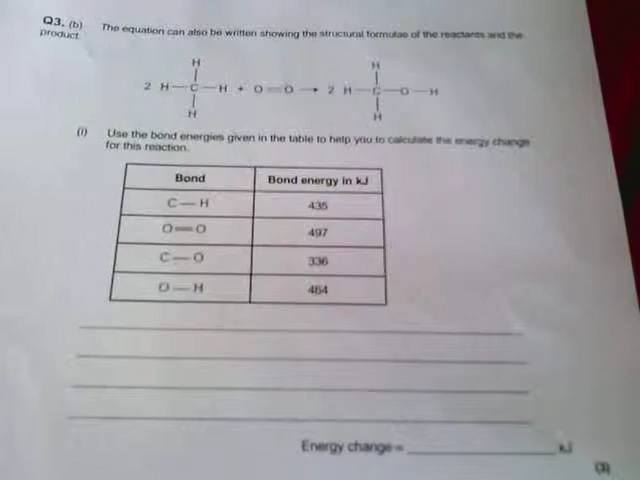 Q3. (b) The equation can also be written showing the structural formulae of the reactants and the
product.
H H
2 H—C—H + O=O → 2 H—C—O—H
H H
(i) Use the bond energies given in the table to help you to calculate the energy change
for this reaction.
Bond Bond energy in kJ
C—H 435
O=O 497
C—O 336
O—H 464
Energy change = kJ
(3)